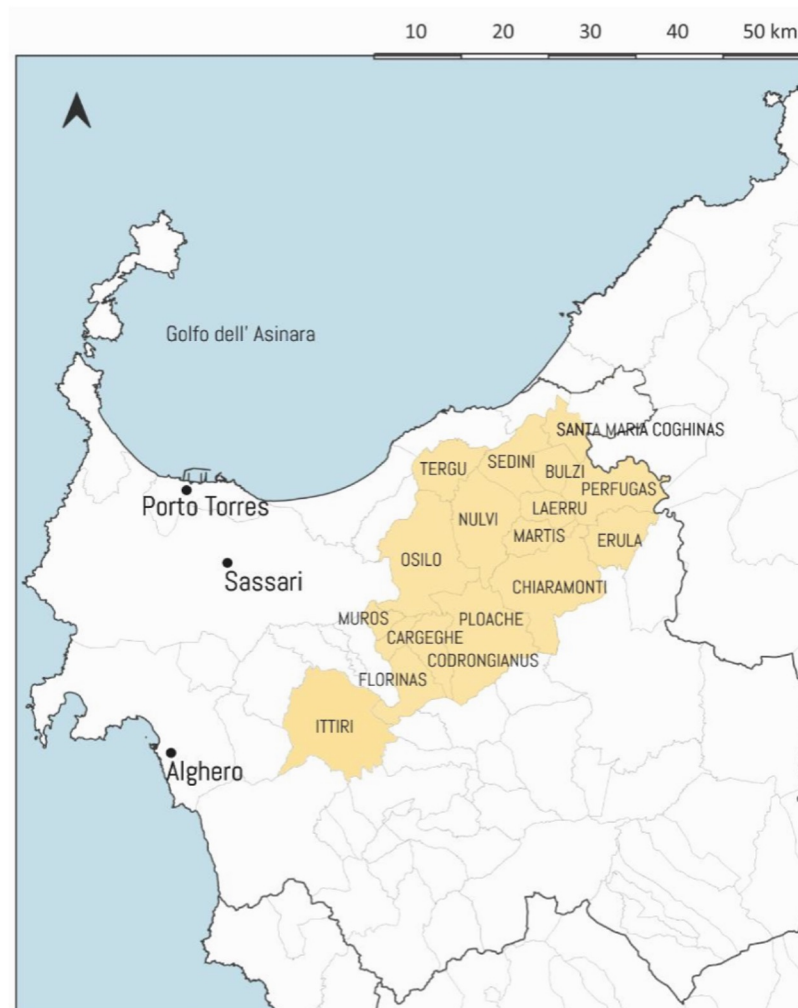 10 20 30 40 50 km
Golfo dell' Asinara
SANTA MARIA COGHINAS
SEDINI
TERGU
BULZI
PERFUGAS
Porto Torres
LAERRU
NULVI
MARTIS
ERULA
OSILO
Sassari
CHIARAMONTI
MUROS
PLOACHE
CARGEGHE
CODRONGIANUS
FLORINAS
ITTIRI
Alghero